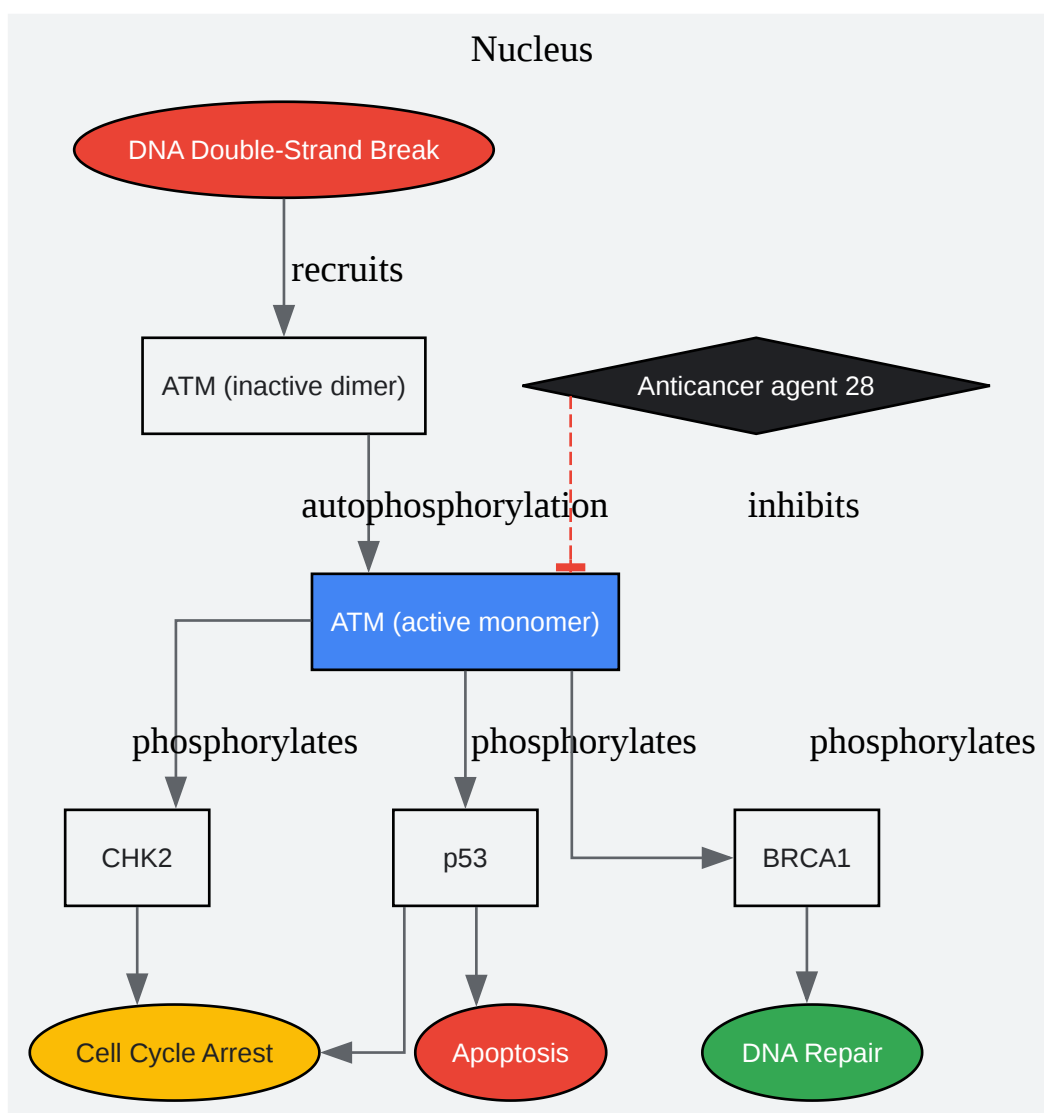 Nucleus
DNA Double-Strand Break
recruits
ATM (inactive dimer)
Anticancer agent 28
autophosphorylation
inhibits
ATM (active monomer)
phosphorylates
phosphorylates
phosphorylates
CHK2
p53
BRCA1
Cell Cycle Arrest
Apoptosis
DNA Repair